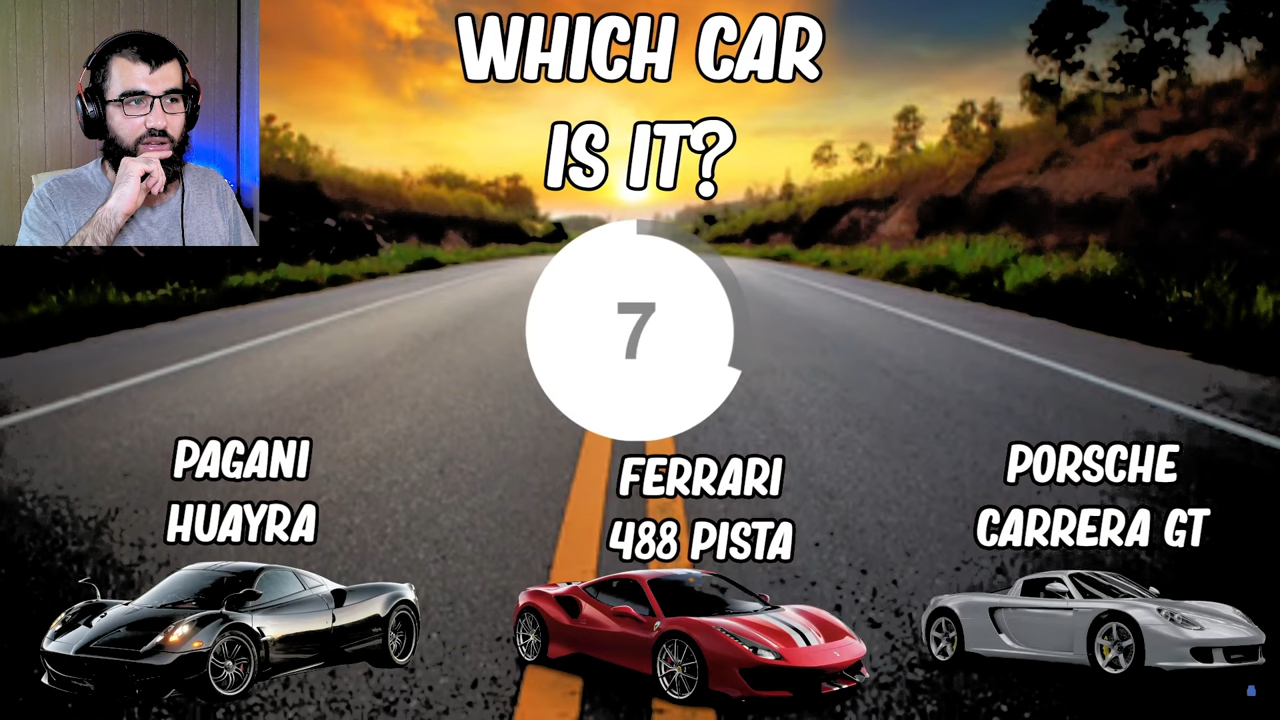 WHICH CAR
IS IT?
7
PAGANI
HUAYRA
FERRARI
488 PISTA
PORSCHE
CARRERA GT